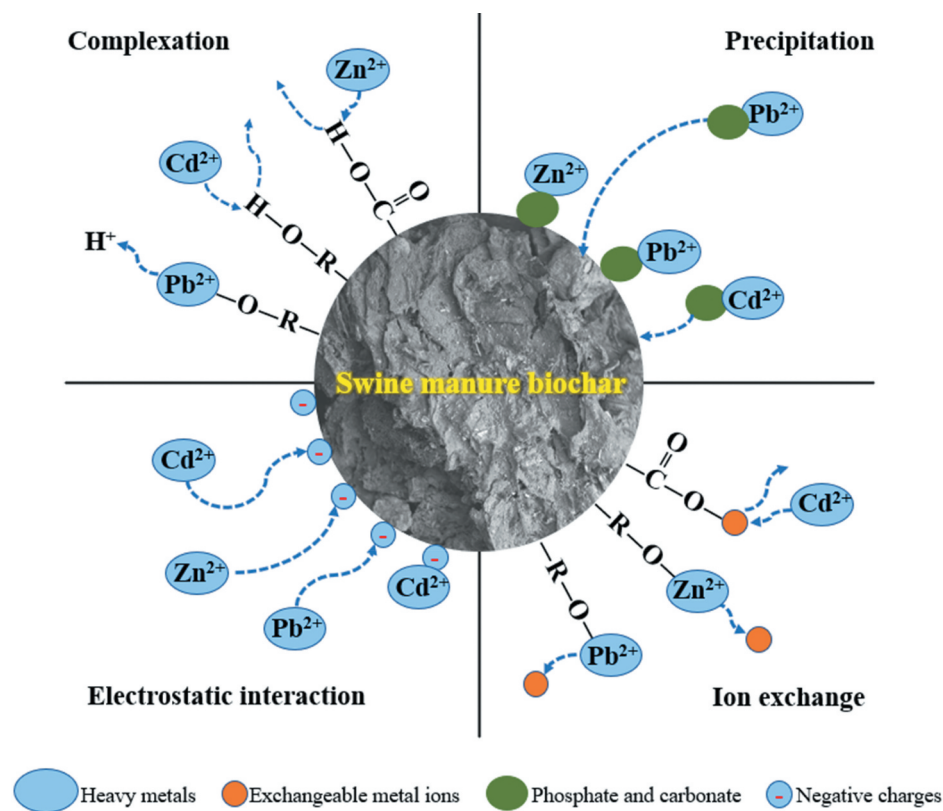 Complexation
Precipitation
Zn²⁺
H
O
C
O
Cd²⁺
H
O
R
H⁺
Pb²⁺
O
R
Pb²⁺
Zn²⁺
Pb²⁺
Cd²⁺
Swine manure biochar
-
-
-
-
-
Cd²⁺
Zn²⁺
Pb²⁺
Cd²⁺
Electrostatic interaction
O
C
O
Cd²⁺
R
O
Zn²⁺
R
O
Pb²⁺
Ion exchange
Heavy metals
Exchangeable metal ions
Phosphate and carbonate
- Negative charges